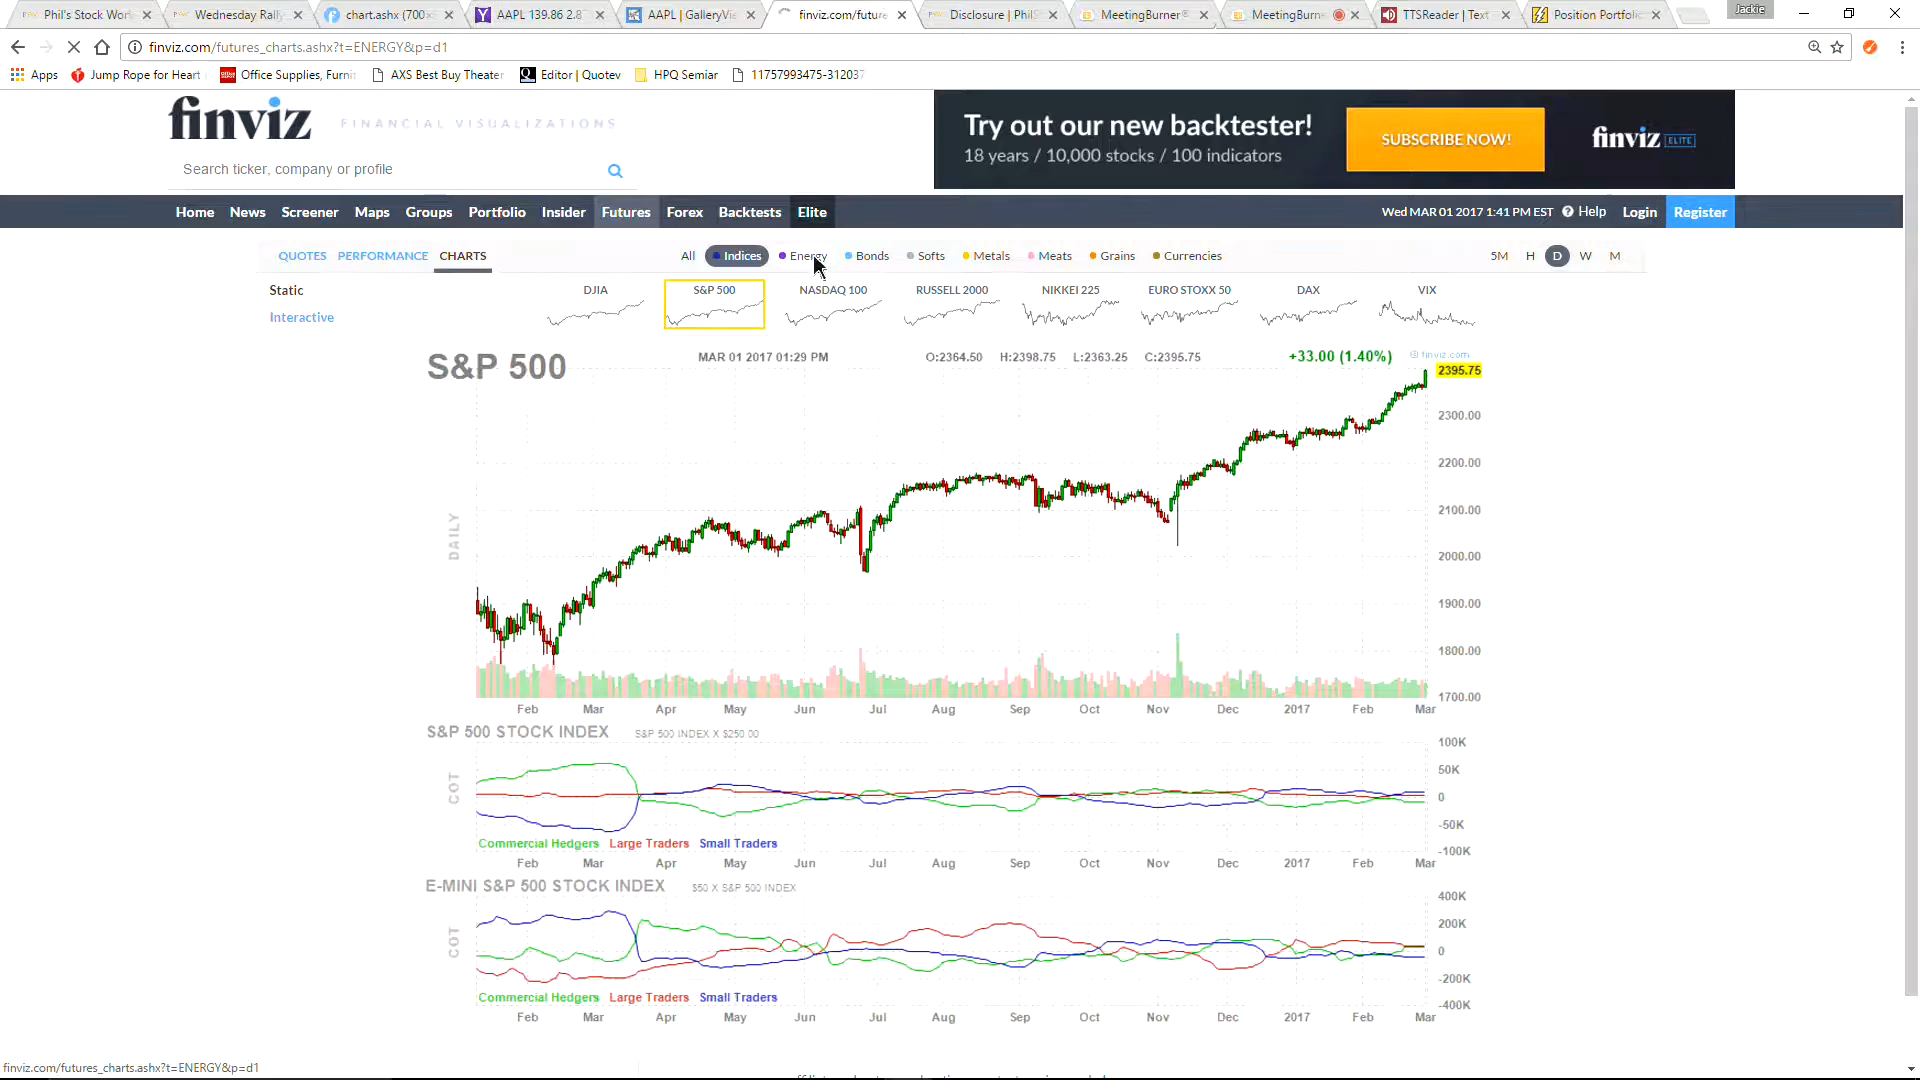 Phil's Stock Worl
Wednesday Rally
chart.ashx (700×
AAPL 139.86 2.8
AAPL | GalleryVie
finviz.com/future
Disclosure | PhilS
MeetingBurner
MeetingBurn
TTSReader | Text
Position Portfolio
Jackie
finviz.com/futures_charts.ashx?t=ENERGY&p=d1
Apps
Jump Rope for Heart
Office Supplies, Furni
AXS Best Buy Theater
Editor | Quotev
HPQ Semiar
11757993475-312037
finviz FINANCIAL VISUALIZATIONS
Search ticker, company or profile
Try out our new backtester!
18 years / 10,000 stocks / 100 indicators
SUBSCRIBE NOW!
finviz ELITE
Home News Screener Maps Groups Portfolio Insider Futures Forex Backtests Elite
Wed MAR 01 2017 1:41 PM EST Help Login Register
QUOTES PERFORMANCE CHARTS
All Indices Energy Bonds Softs Metals Meats Grains Currencies
5M H D W M
Static
Interactive
DJIA S&P 500 NASDAQ 100 RUSSELL 2000 NIKKEI 225 EURO STOXX 50 DAX VIX
S&P 500 MAR 01 2017 01:29 PM O:2364.50 H:2398.75 L:2363.25 C:2395.75 +33.00 (1.40%) © finviz.com
2395.75
2300.00
2200.00
2100.00
2000.00
1900.00
1800.00
1700.00
DAILY
Feb Mar Apr May Jun Jul Aug Sep Oct Nov Dec 2017 Feb Mar
S&P 500 STOCK INDEX S&P 500 INDEX X $250.00
100K
50K
0
-50K
-100K
COT
Commercial Hedgers Large Traders Small Traders
Feb Mar Apr May Jun Jul Aug Sep Oct Nov Dec 2017 Feb Mar
E-MINI S&P 500 STOCK INDEX $50 X S&P 500 INDEX
400K
200K
0
-200K
-400K
COT
Commercial Hedgers Large Traders Small Traders
Feb Mar Apr May Jun Jul Aug Sep Oct Nov Dec 2017 Feb Mar
finviz.com/futures_charts.ashx?t=ENERGY&p=d1